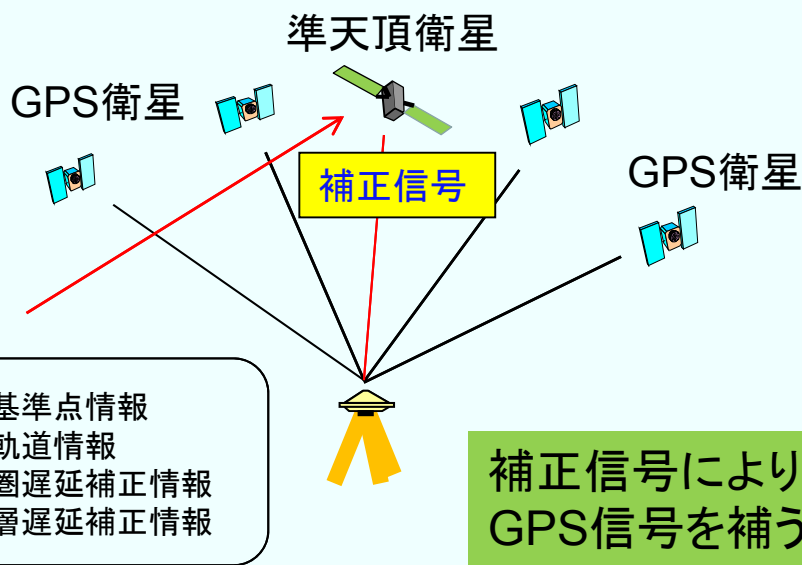 準天頂衛星
GPS衛星
補正信号
GPS衛星
基準点情報
軌道情報
圏遅延補正情報
層遅延補正情報
補正信号により
GPS信号を補う